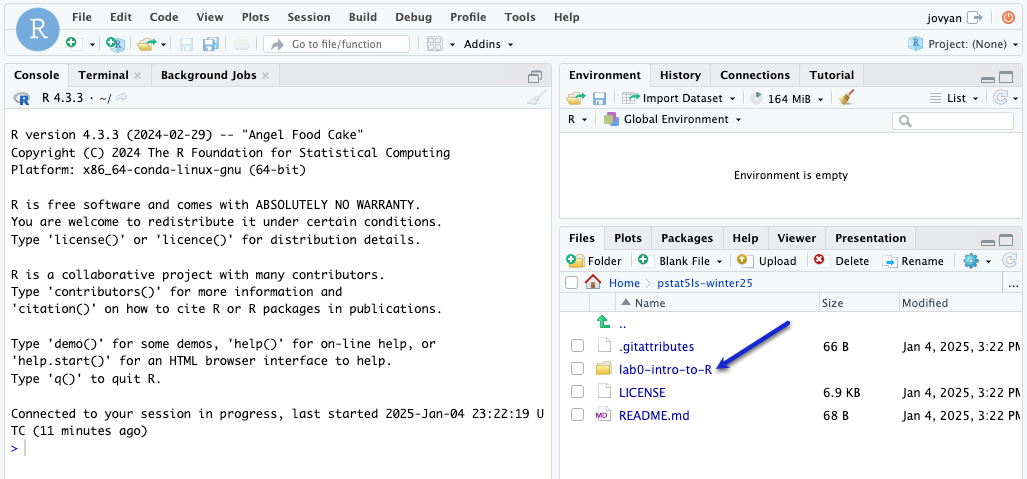 R
File Edit Code View Plots Session Build Debug Profile Tools Help
jovyan
Go to file/function
Addins
Project: (None)
Console Terminal Background Jobs
R 4.3.3 · ~/
R version 4.3.3 (2024-02-29) -- "Angel Food Cake"
Copyright (C) 2024 The R Foundation for Statistical Computing
Platform: x86_64-conda-linux-gnu (64-bit)
R is free software and comes with ABSOLUTELY NO WARRANTY.
You are welcome to redistribute it under certain conditions.
Type 'license()' or 'licence()' for distribution details.
R is a collaborative project with many contributors.
Type 'contributors()' for more information and
'citation()' on how to cite R or R packages in publications.
Type 'demo()' for some demos, 'help()' for on-line help, or
'help.start()' for an HTML browser interface to help.
Type 'q()' to quit R.
Connected to your session in progress, last started 2025-Jan-04 23:22:19 U
TC (11 minutes ago)
>
Environment History Connections Tutorial
Import Dataset 164 MiB List
R Global Environment
Environment is empty
Files Plots Packages Help Viewer Presentation
Folder Blank File Upload Delete Rename
Home pstat5ls-winter25 ...
Name Size Modified
..
.gitattributes 66 B Jan 4, 2025, 3:22 PM
lab0-intro-to-R
LICENSE 6.9 KB Jan 4, 2025, 3:22 PM
MD README.md 68 B Jan 4, 2025, 3:22 PM